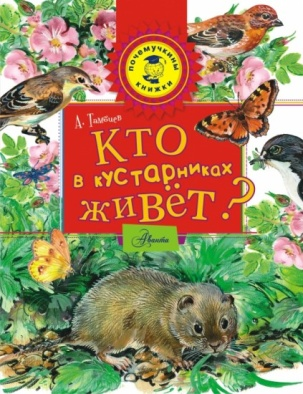 ПОЧЕМУЧКИНЫ
КНИЖКИ
А. Тамбиев
КТО
В КУСТАРНИКАХ
ЖИВЁТ?
Аванта